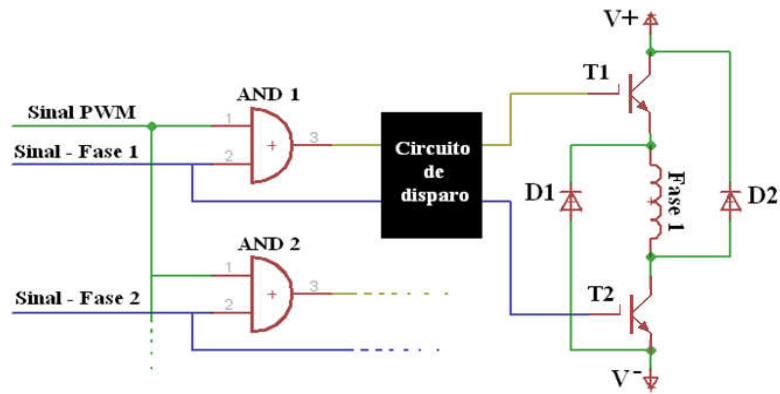 V+
T1
AND 1
Sinal PWM
1
3
Sinal - Fase 1
2
Circuito
de
disparo
D1
Fase 1
D2
AND 2
1
3
Sinal - Fase 2
2
T2
V-